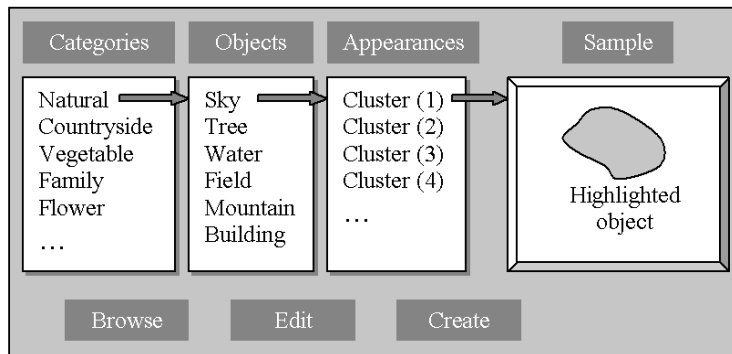 Categories
Objects
Appearances
Sample
Natural
Countryside
Vegetable
Family
Flower
…
Sky
Tree
Water
Field
Mountain
Building
Cluster (1)
Cluster (2)
Cluster (3)
Cluster (4)
…
Highlighted
object
Browse
Edit
Create